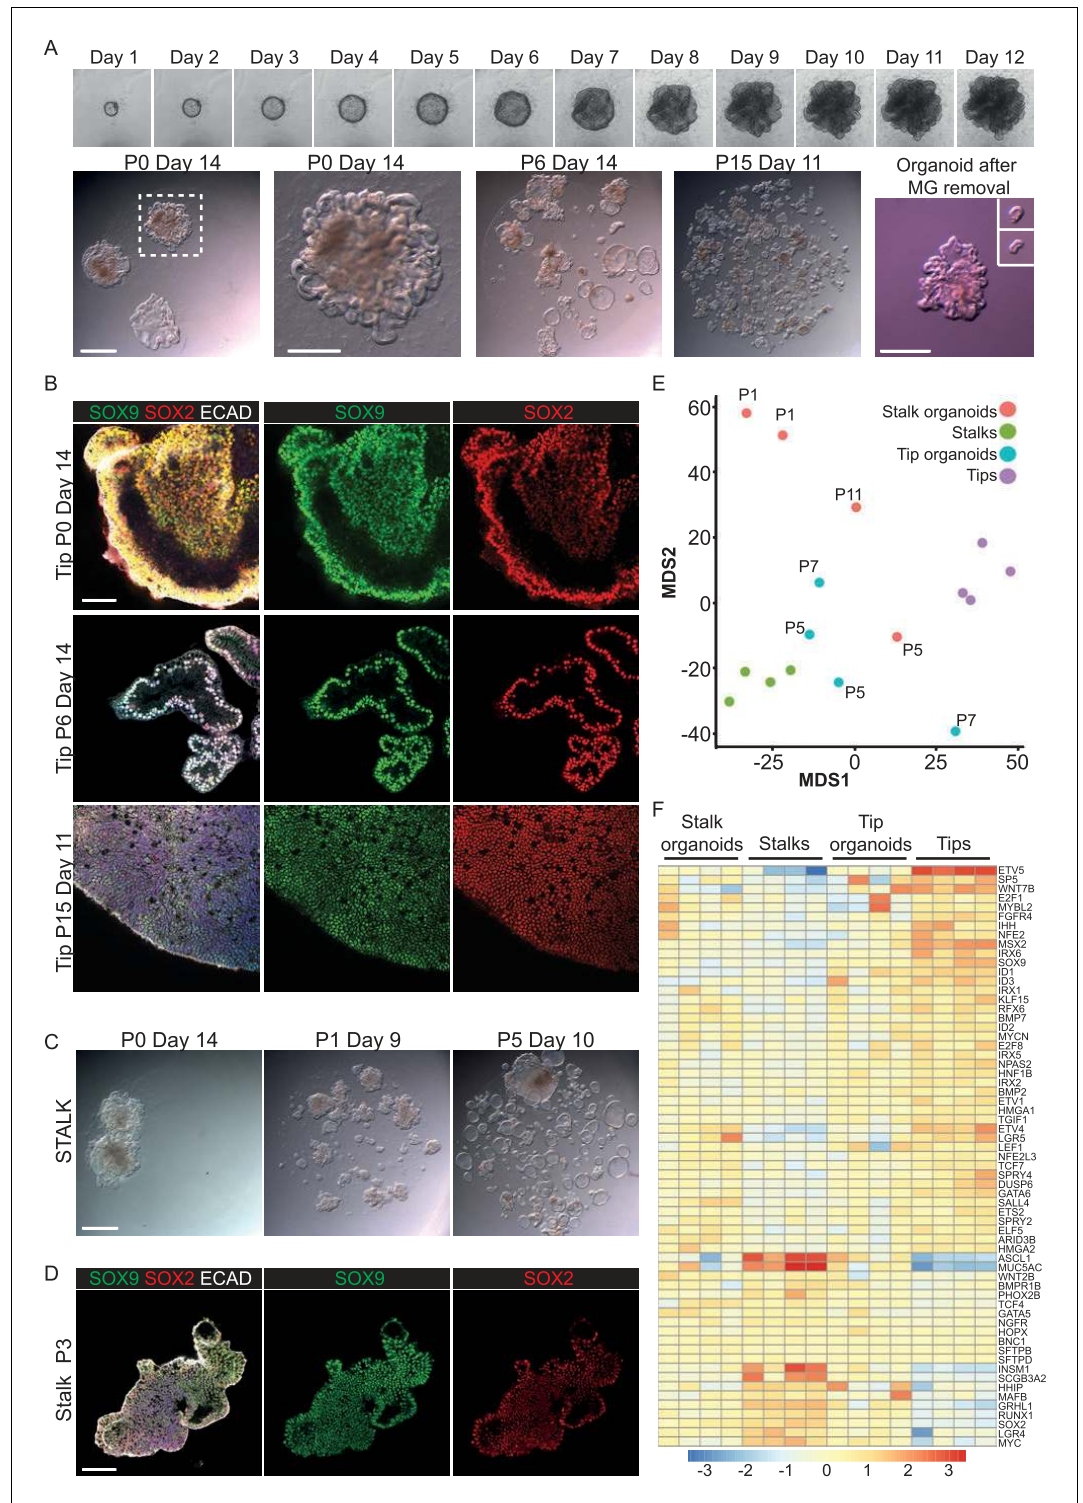 A
Day 1 Day 2 Day 3 Day 4 Day 5 Day 6 Day 7 Day 8 Day 9 Day 10 Day 11 Day 12
P0 Day 14 P0 Day 14 P6 Day 14 P15 Day 11 Organoid after
MG removal
B
SOX9 SOX2 ECAD SOX9 SOX2
Tip P0 Day 14
Tip P6 Day 14
Tip P15 Day 11
C
P0 Day 14 P1 Day 9 P5 Day 10
STALK
D
SOX9 SOX2 ECAD SOX9 SOX2
Stalk P3
E
Stalk organoids
Stalks
Tip organoids
Tips
P1
P1
P11
P7
P5
P5
P5
P7
60
40
20
0
-20
-40
MDS2
-25 0 25 50
MDS1
F
Stalk
organoids
Stalks
Tip
organoids
Tips
ETV5
SP5
WNT7B
E2F1
MYBL2
FGFR4
IHH
NFE2
MSX2
IRX6
SOX9
ID1
ID3
IRX1
KLF15
RFX6
BMP7
ID2
MYCN
E2F8
IRX5
NPAS2
HNF1B
IRX2
BMP2
ETV1
HMGA1
TGIF1
ETV4
LGR5
LEF1
NFE2L3
TCF7
SPRY4
DUSP6
GATA6
SALL4
ETS2
SPRY2
ELF5
ARID3B
HMGA2
ASCL1
MUC5AC
WNT2B
BMPR1B
PHOX2B
TCF4
GATA5
NGFR
HOPX
BNC1
SFTPB
SFTPD
INSM1
SCGB3A2
HHIP
MAFB
GRHL1
RUNX1
SOX2
LGR4
MYC
-3 -2 -1 0 1 2 3